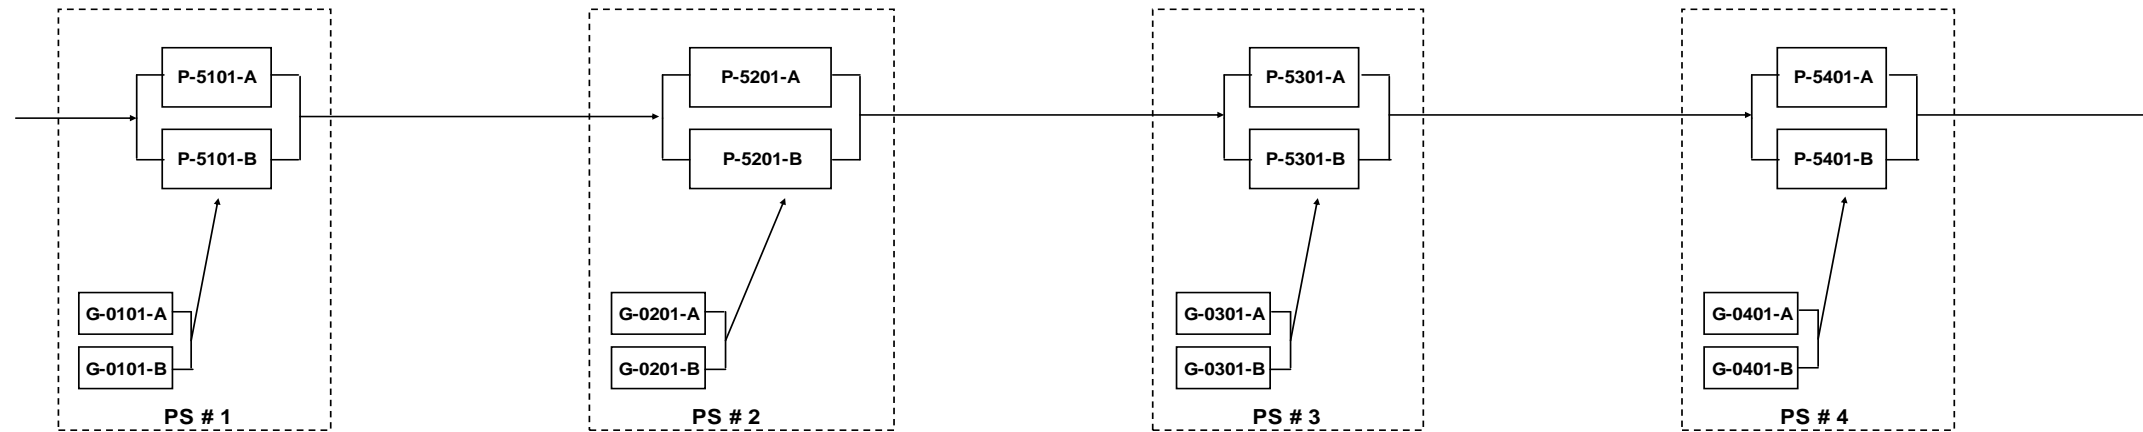 P-5101-A
P-5101-B
G-0101-A
G-0101-B
PS # 1
P-5201-A
P-5201-B
G-0201-A
G-0201-B
PS # 2
P-5301-A
P-5301-B
G-0301-A
G-0301-B
PS # 3
P-5401-A
P-5401-B
G-0401-A
G-0401-B
PS # 4